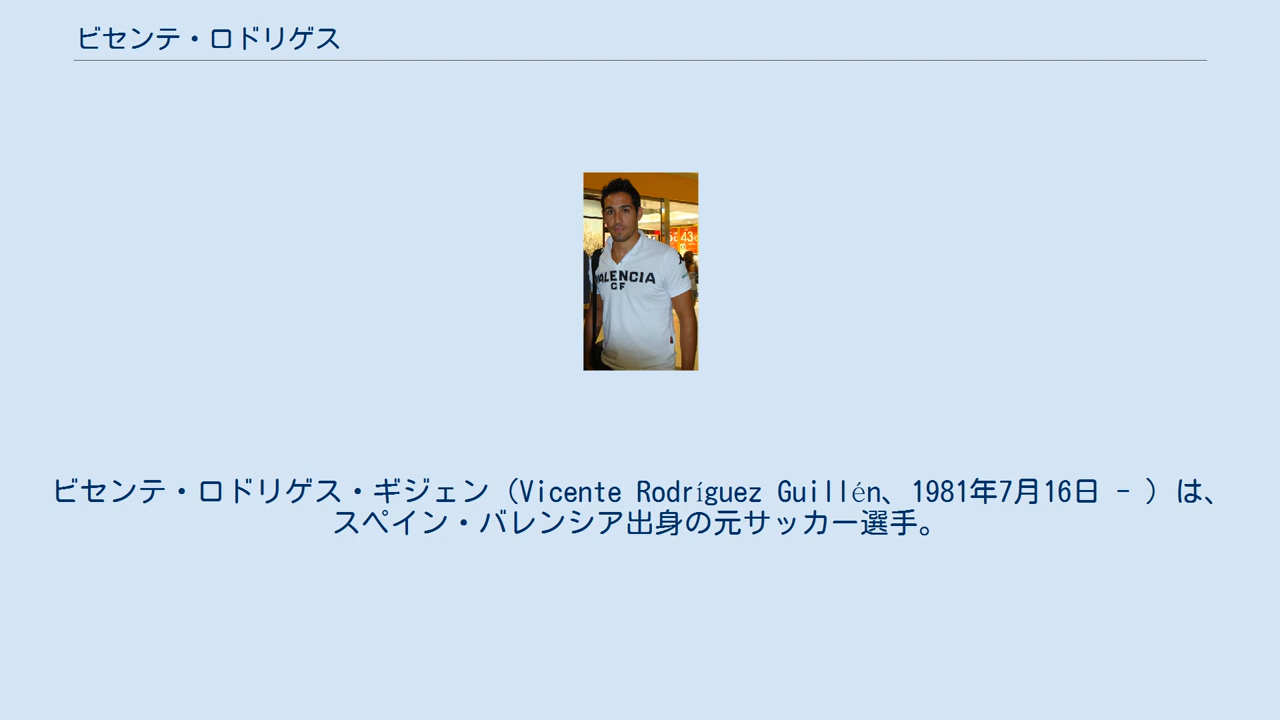 ビセンテ・ロドリゲス
43€
VALENCIA
CF
ビセンテ・ロドリゲス・ギジェン（Vicente Rodríguez Guillén、1981年7月16日 - ）は、
スペイン・バレンシア出身の元サッカー選手。